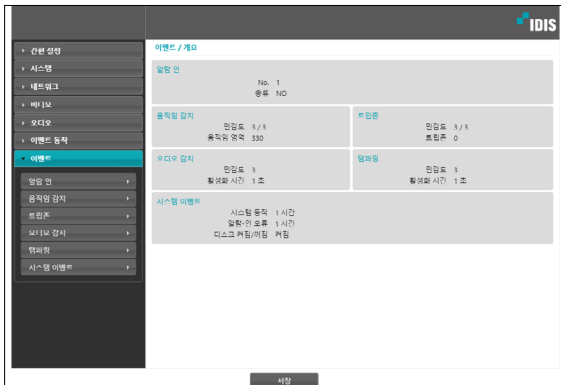 IDIS
간편 설정
시스템
네트워크
비디오
오디오
이벤트 동작
이벤트
알람 인
움직임 감지
트립존
오디오 감지
탬퍼링
시스템 이벤트
이벤트 / 개요
알람 인
No. 1
종류 NO
움직임 감지
민감도 3 / 3
움직임 영역 330
트립존
민감도 3 / 3
트립존 0
오디오 감지
민감도 3
활성화 시간 1 초
탬퍼링
민감도 3
활성화 시간 1 초
시스템 이벤트
시스템 동작 1 시간
알람-인 오류 1 시간
디스크 켜짐/꺼짐 켜짐
저장